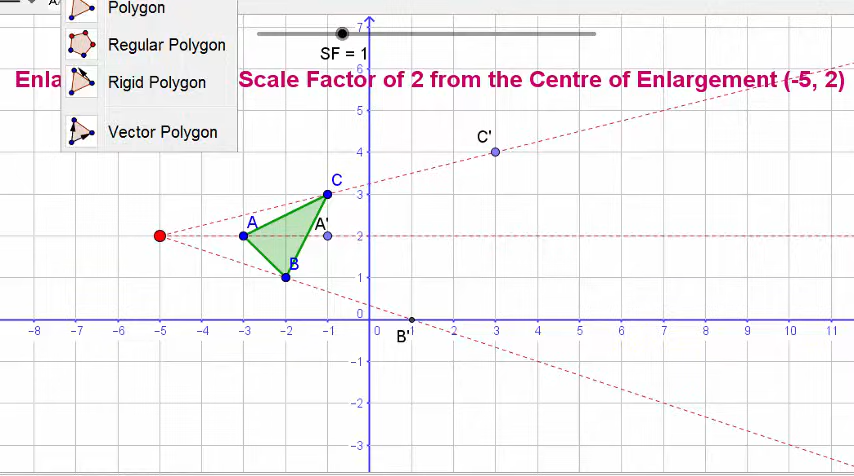 Polygon
Regular Polygon
Rigid Polygon
Vector Polygon
SF = 1
Enla Scale Factor of 2 from the Centre of Enlargement (-5, 2)
7
6
5
4
3
2
1
0
−1
−2
−3
-8 -7 -6 -5 -4 -3 -2 -1 0 1 2 3 4 5 6 7 8 9 10 11
C'
C
A
A'
B
B'